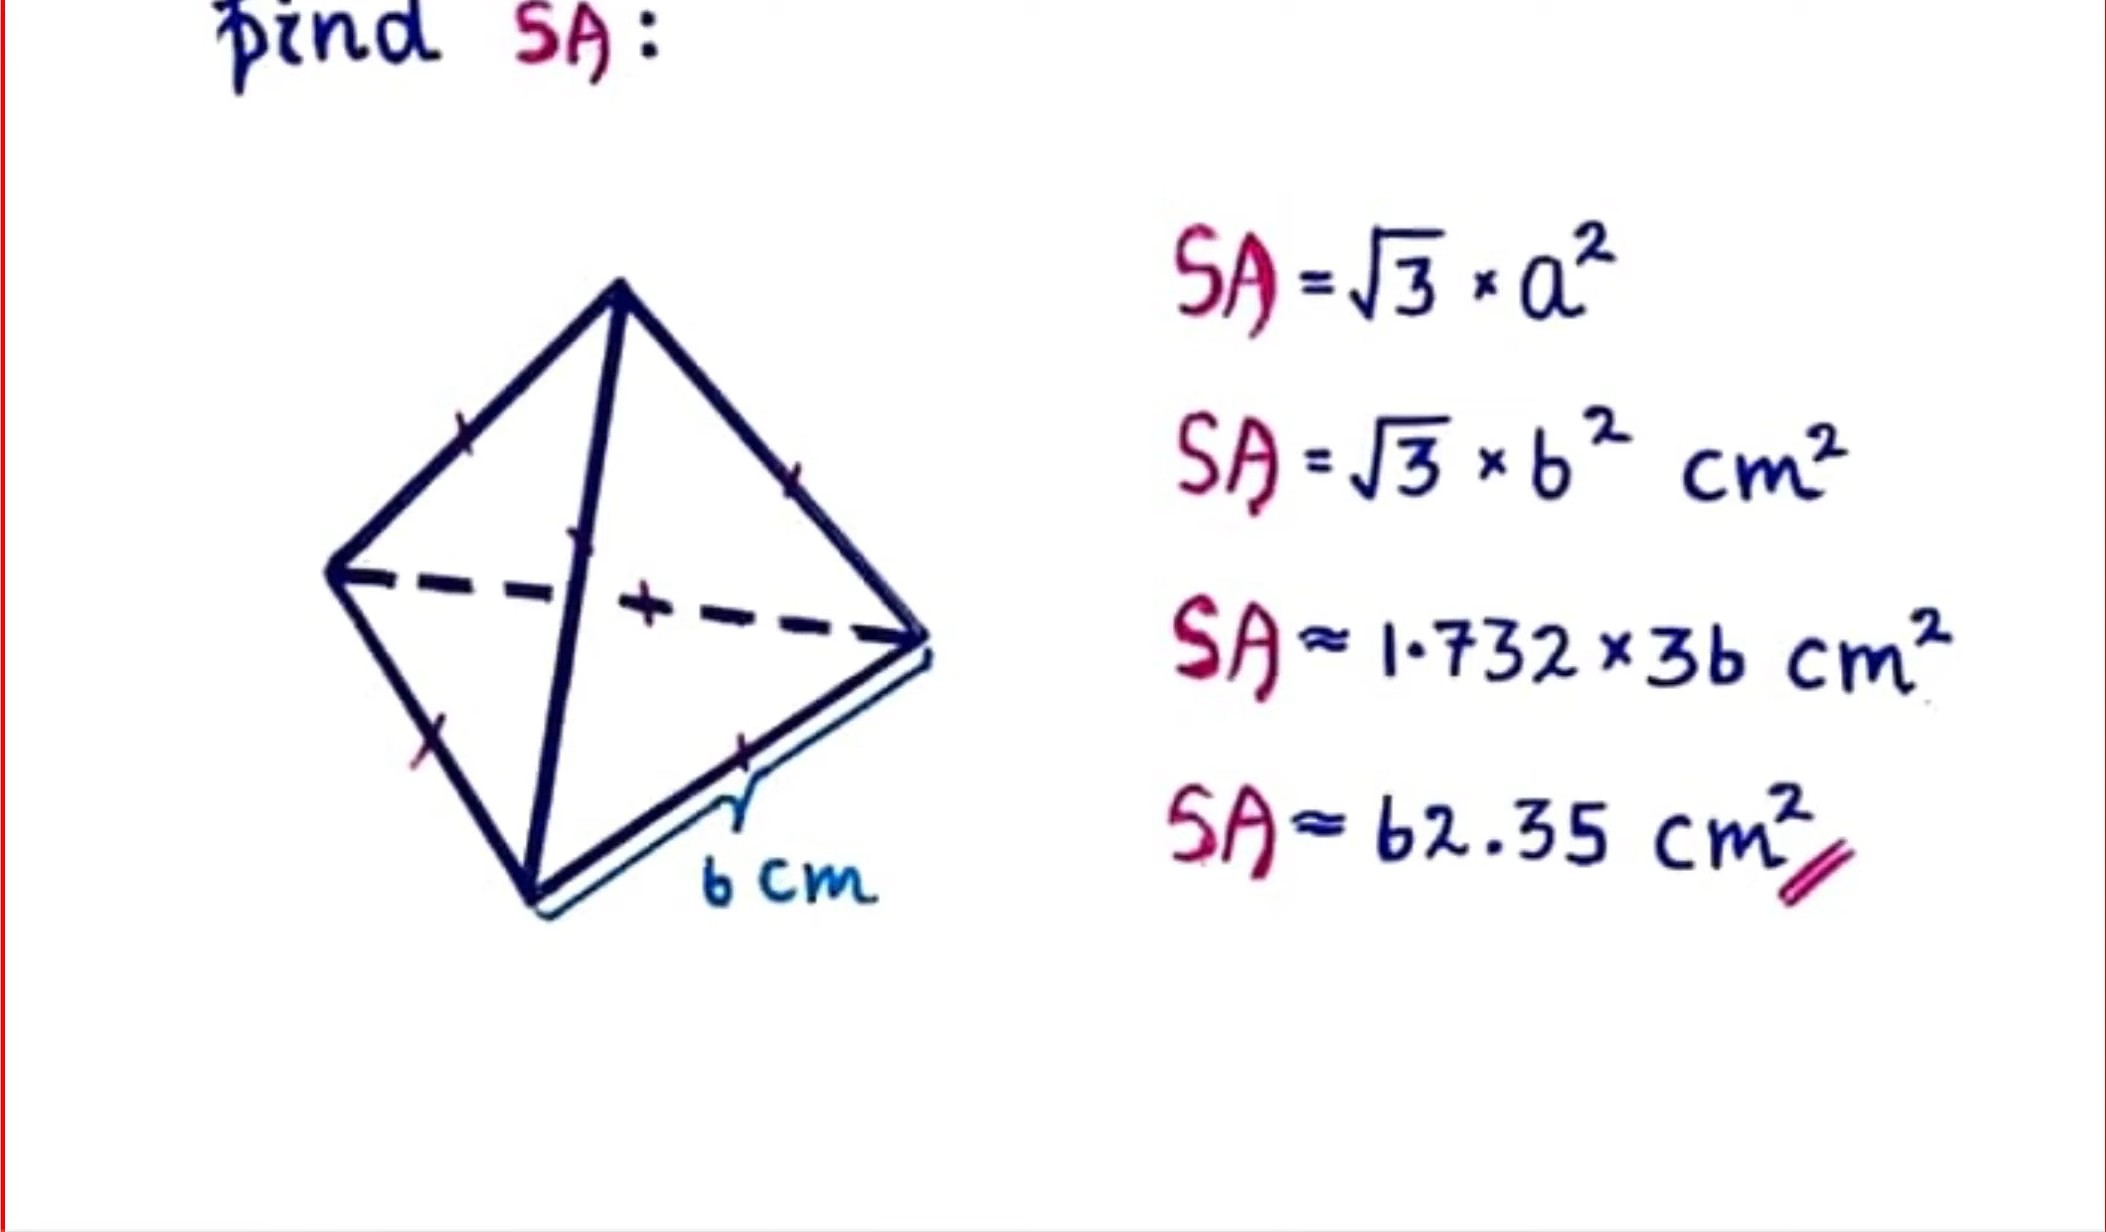 find SA:
SA = √3 × a²
SA = √3 × 6² cm²
SA ≈ 1.732 × 36 cm²
SA ≈ 62.35 cm²
6 cm